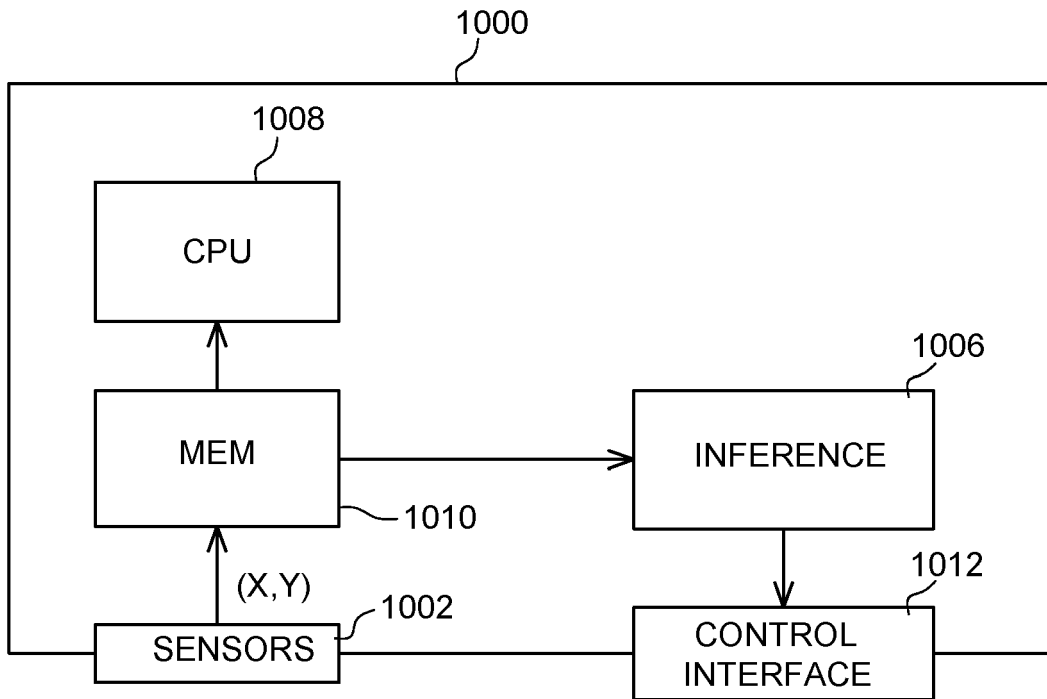 1000
1008
CPU
1006
MEM
INFERENCE
1010
(X,Y)
1002
1012
SENSORS
CONTROL
INTERFACE